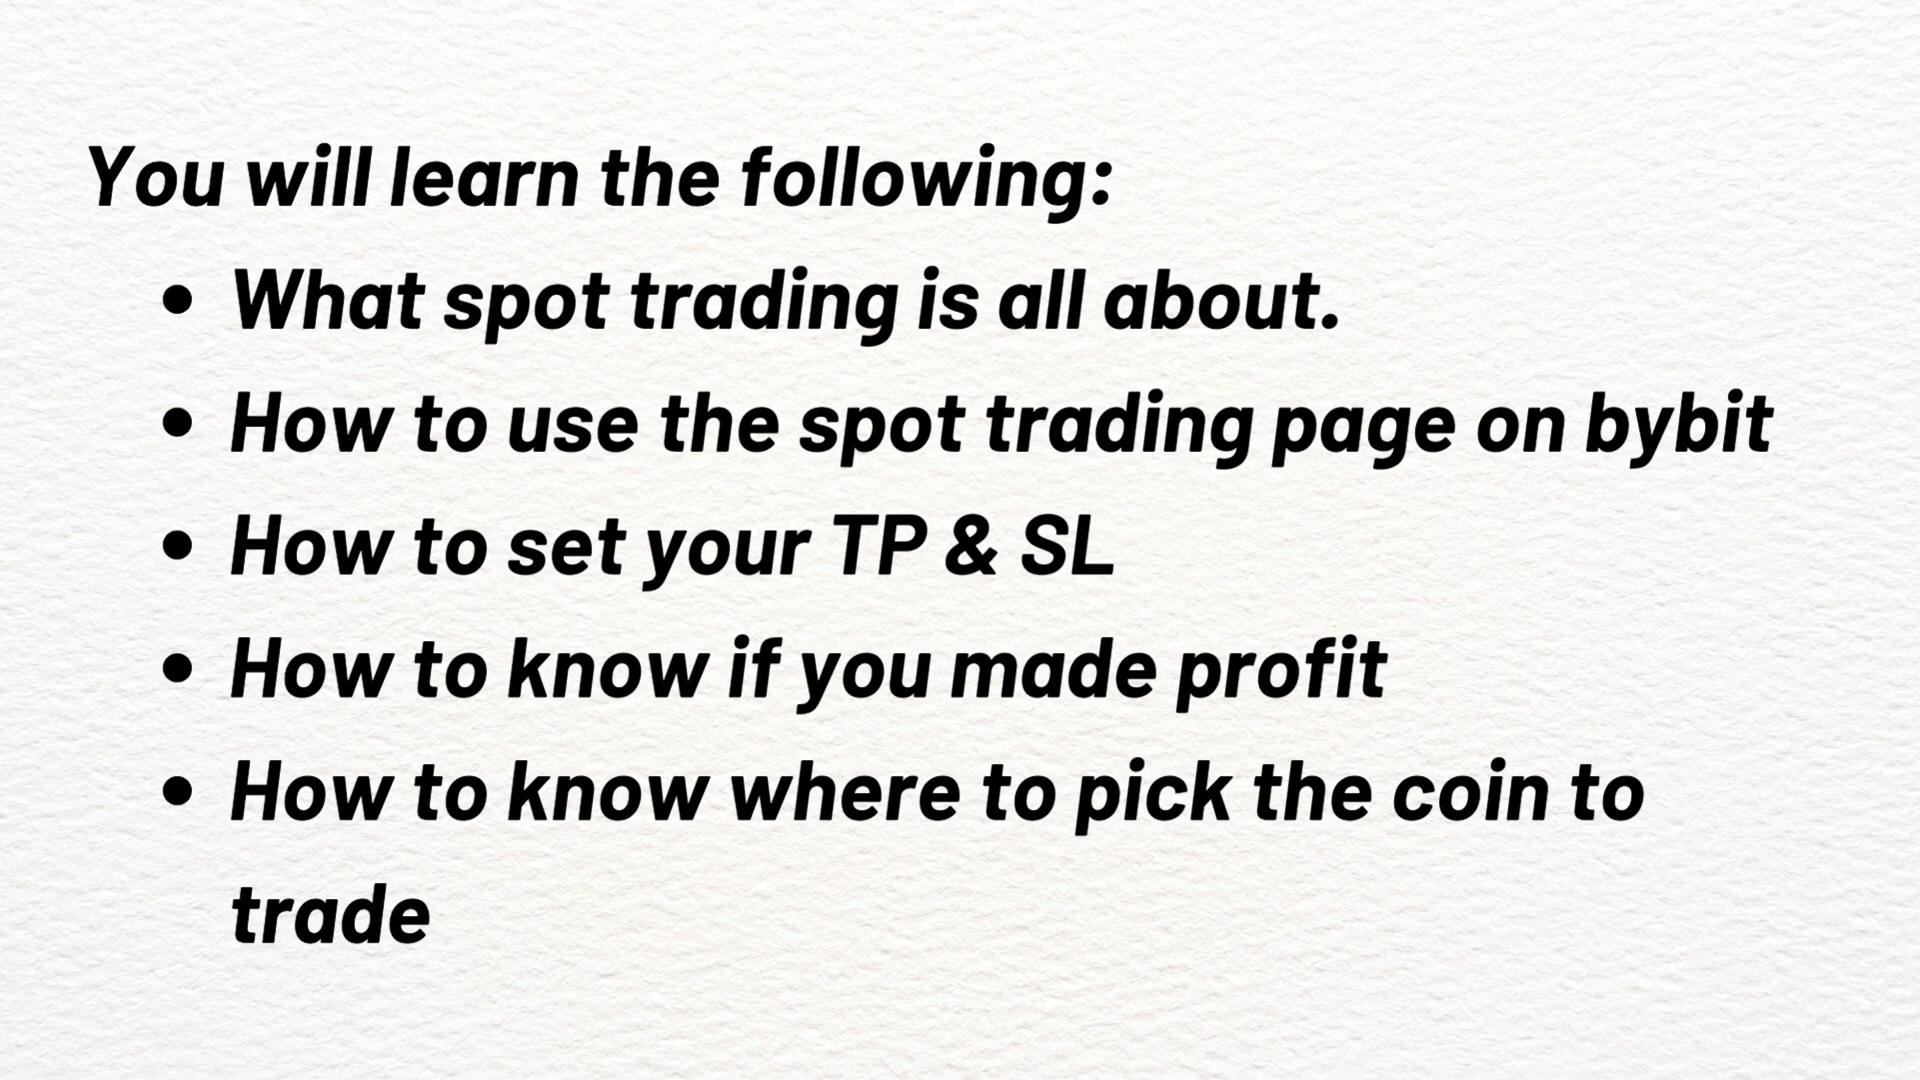 You will learn the following:
• What spot trading is all about.
• How to use the spot trading page on bybit
• How to set your TP & SL
• How to know if you made profit
• How to know where to pick the coin to
trade